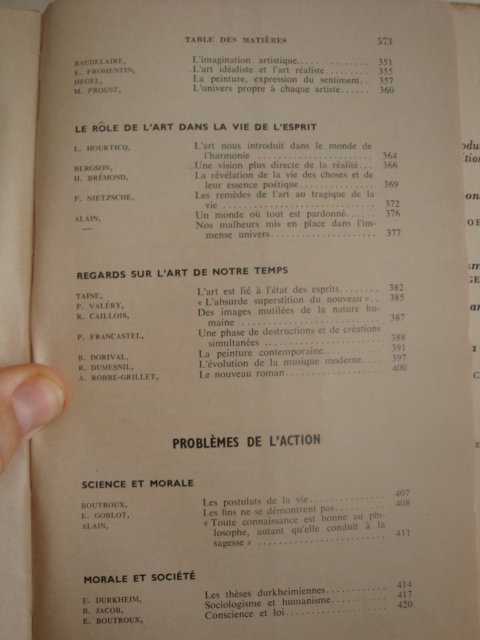 TABLE DES MATIÈRES 573
BAUDELAIRE, L'imagination artistique.................. 351
E. FROMENTIN, L'art idéaliste et l'art réaliste.......... 355
HEGEL, La peinture, expression du sentiment.. 357
M. PROUST, L'univers propre à chaque artiste...... 360
LE RÔLE DE L'ART DANS LA VIE DE L'ESPRIT
L. HOURTICQ, L'art nous introduit dans le monde de
l'harmonie .................... 364
BERGSON, Une vision plus directe de la réalité... 366
H. BRÉMOND, La révélation de la vie des choses et de
leur essence poétique.............. 369
P. NIETZSCHE, Les remèdes de l'art au tragique de la
vie .......................... 372
ALAIN, Un monde où tout est pardonné...... 376
— Nos malheurs mis en place dans l'im-
mense univers................... 377
REGARDS SUR L'ART DE NOTRE TEMPS
TAINE, L'art est lié à l'état des esprits........ 382
P. VALÉRY, « L'absurde superstition du nouveau ».. 385
R. CAILLOIS, Des images mutilées de la nature hu-
maine ........................ 387
P. FRANCASTEL, Une phase de destructions et de créations
simultanées .................... 388
B. DORIVAL, La peinture contemporaine............ 391
R. DUMESNIL, L'évolution de la musique moderne.... 397
A. ROBBE-GRILLET, Le nouveau roman.................. 400
PROBLÈMES DE L'ACTION
SCIENCE ET MORALE
BOUTROUX, Les postulats de la vie............... 407
E. GOBLOT, Les fins ne se démontrent pas......... 408
ALAIN, « Toute connaissance est bonne au phi-
losophe, autant qu'elle conduit à la
sagesse » ....................... 411
MORALE ET SOCIÉTÉ
E. DURKHEIM, Les thèses durkheimiennes............ 414
B. JACOB, Sociologisme et humanisme.......... 417
E. BOUTROUX, Conscience et loi.................... 420